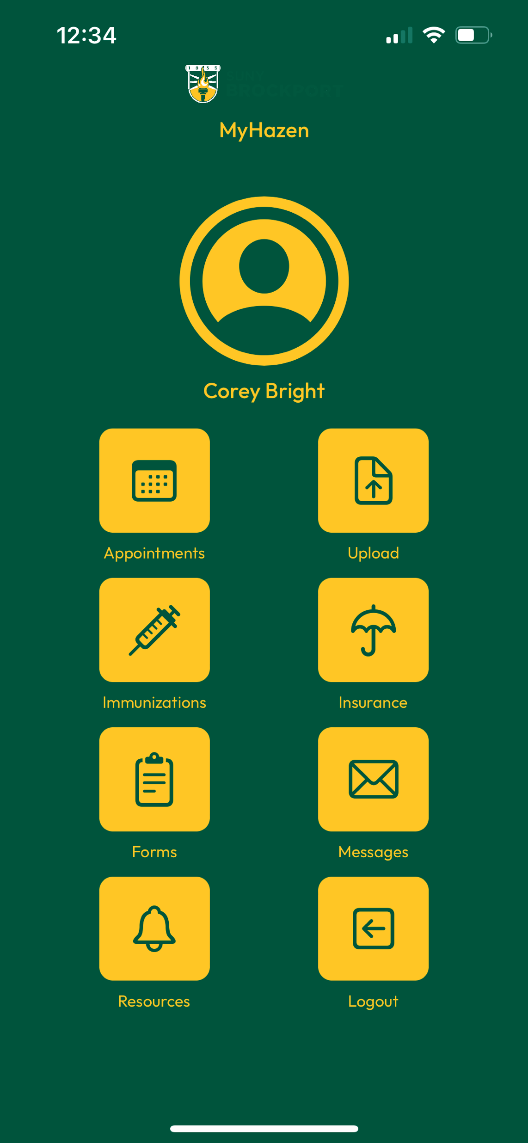 12:34
MyHazen
Corey Bright
Appointments
Upload
Immunizations
Insurance
Forms
Messages
Resources
Logout